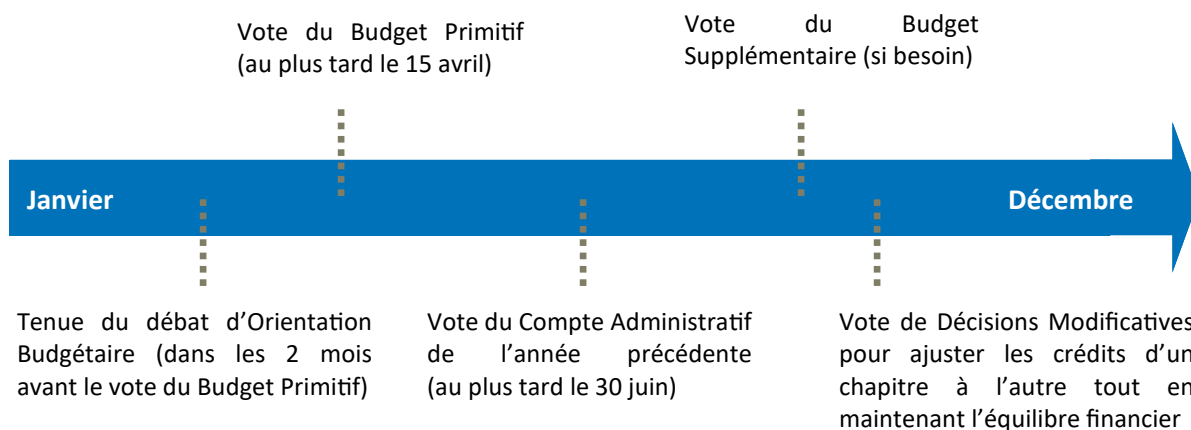 Vote du Budget Primitif
(au plus tard le 15 avril)
Vote du Budget
Supplémentaire (si besoin)
Janvier
Décembre
Tenue du débat d’Orientation
Budgétaire (dans les 2 mois
avant le vote du Budget Primitif)
Vote du Compte Administratif
de l’année précédente
(au plus tard le 30 juin)
Vote de Décisions Modificatives
pour ajuster les crédits d’un
chapitre à l’autre tout en
maintenant l’équilibre financier